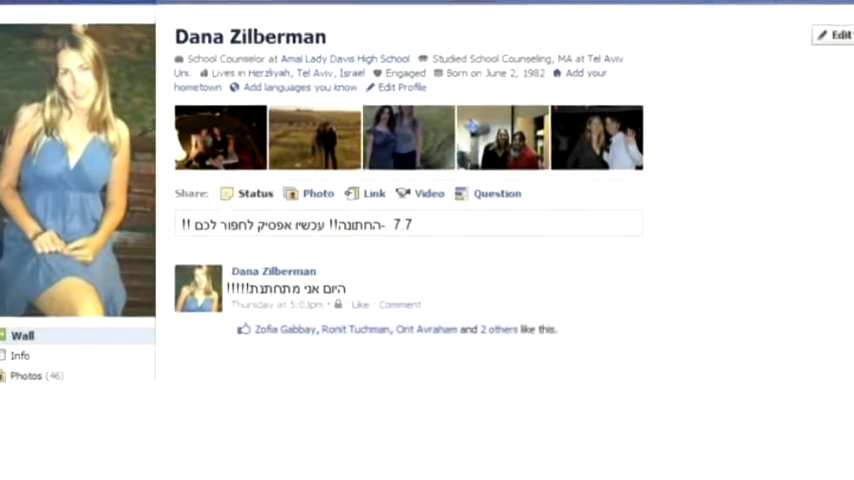 Dana Zilberman
Edit
School Counselor at Amal Lady Davis High School Studied School Counseling, MA at Tel Aviv
Uni. Lives in Herzliyah, Tel Aviv, Israel Engaged Born on June 2, 1982 Add your
hometown Add languages you know Edit Profile
Share: Status Photo Link Video Question
7.7 -החתונה!! עכשיו אפסיק לחפור לכם !!
Dana Zilberman
היום אני מתחתנת!!!!!
Thursday at 5:03pm · Like · Comment
Zofia Gabbay, Ronit Tuchman, Orit Avraham and 2 others like this.
Wall
Info
Photos (46)